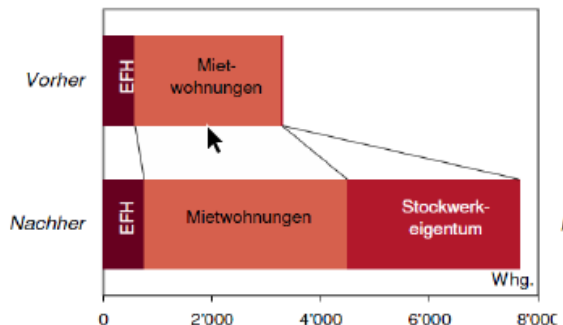 Vorher
EFH
Miet-
wohnungen
Nachher
EFH
Mietwohnungen
Stockwerk-
eigentum
Whg.
0 2'000 4'000 6'000 8'000